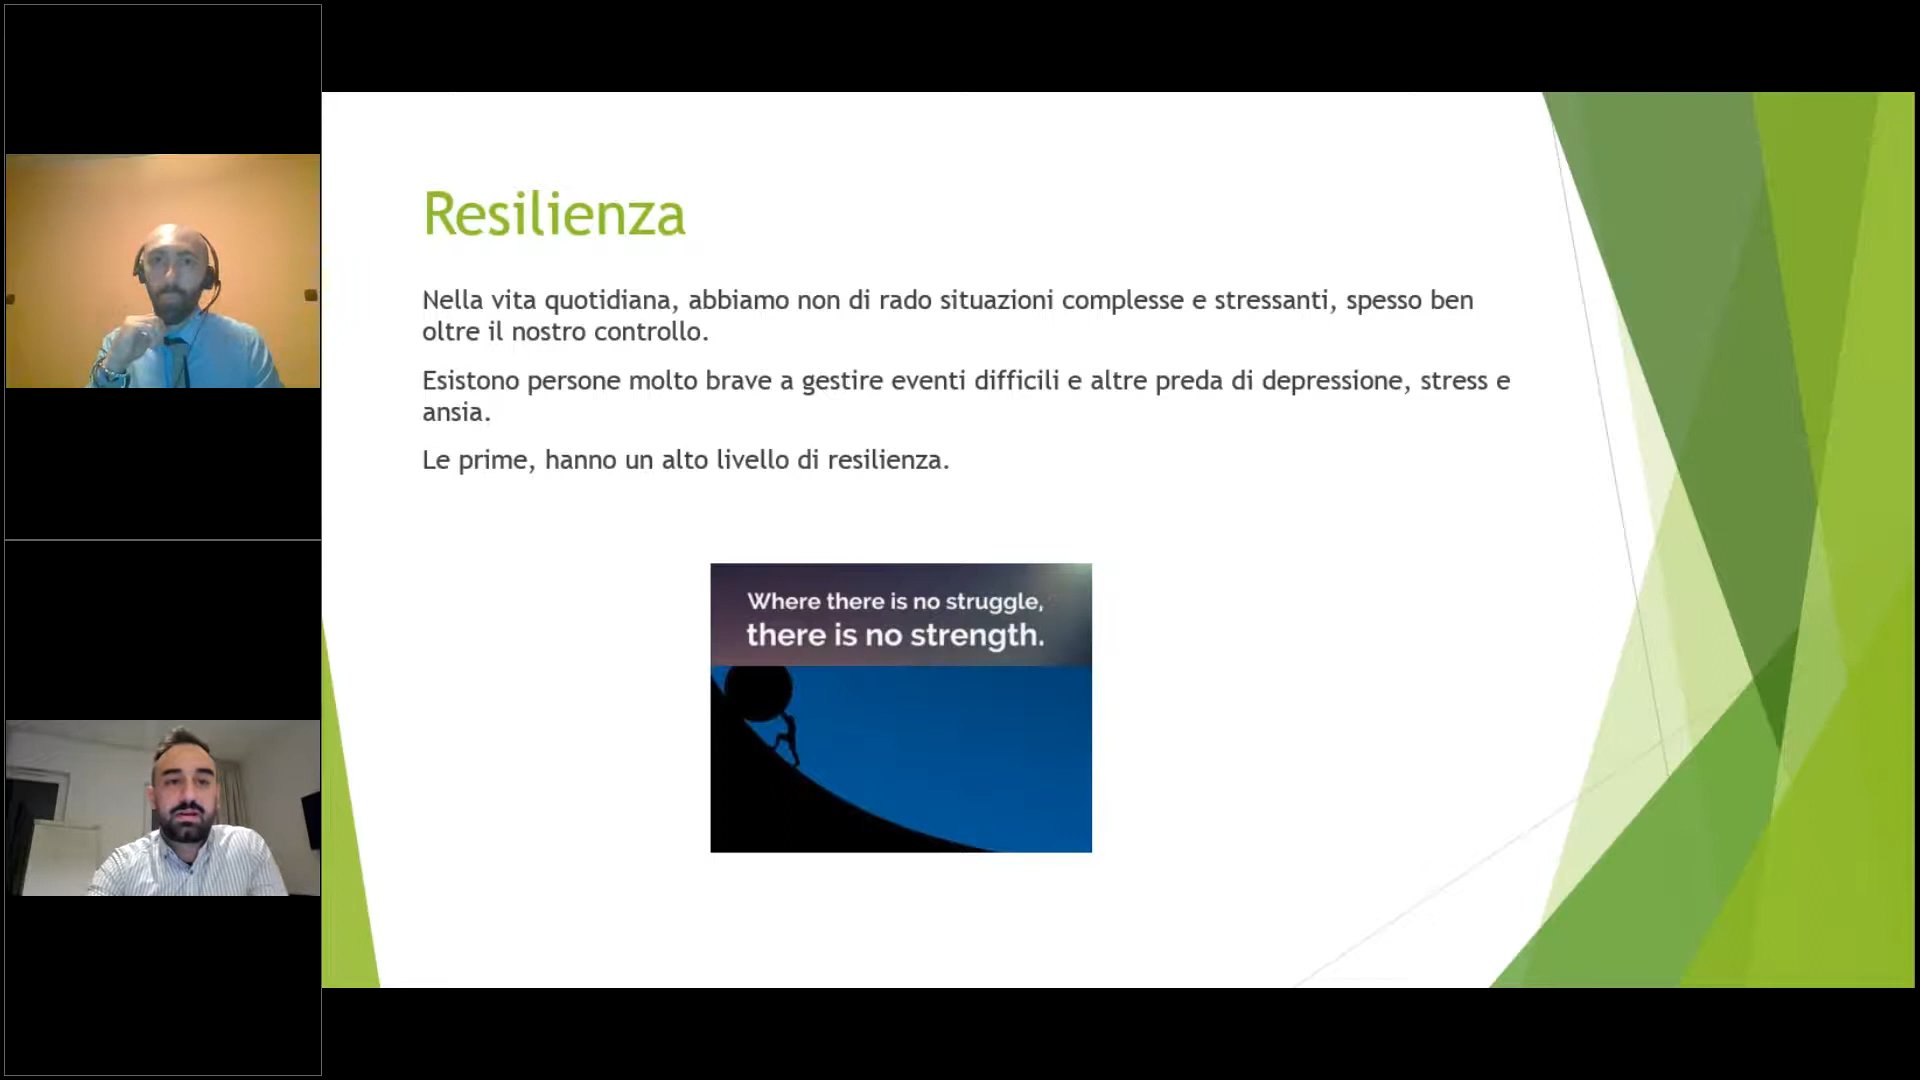 Resilienza
Nella vita quotidiana, abbiamo non di rado situazioni complesse e stressanti, spesso ben
oltre il nostro controllo.
Esistono persone molto brave a gestire eventi difficili e altre preda di depressione, stress e
ansia.
Le prime, hanno un alto livello di resilienza.
Where there is no struggle,
there is no strength.